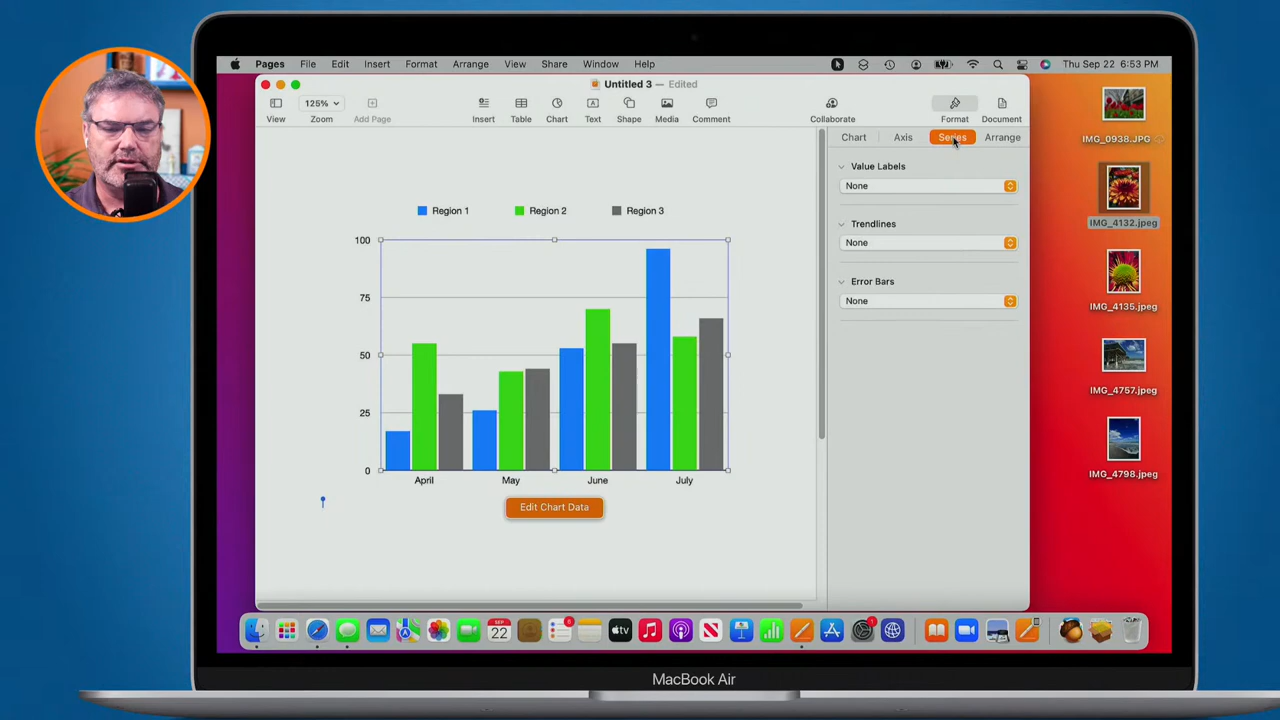 Pages File Edit Insert Format Arrange View Share Window Help Thu Sep 22 6:53 PM
Untitled 3 — Edited
125%
View Zoom Add Page Insert Table Chart Text Shape Media Comment Collaborate Format Document
Chart Axis Series Arrange
Value Labels
None
Trendlines
None
Error Bars
None
Region 1 Region 2 Region 3
100
75
50
25
0
April May June July
Edit Chart Data
IMG_0938.JPG
IMG_4132.jpeg
IMG_4135.jpeg
IMG_4757.jpeg
IMG_4798.jpeg
SEP
22
tv
MacBook Air